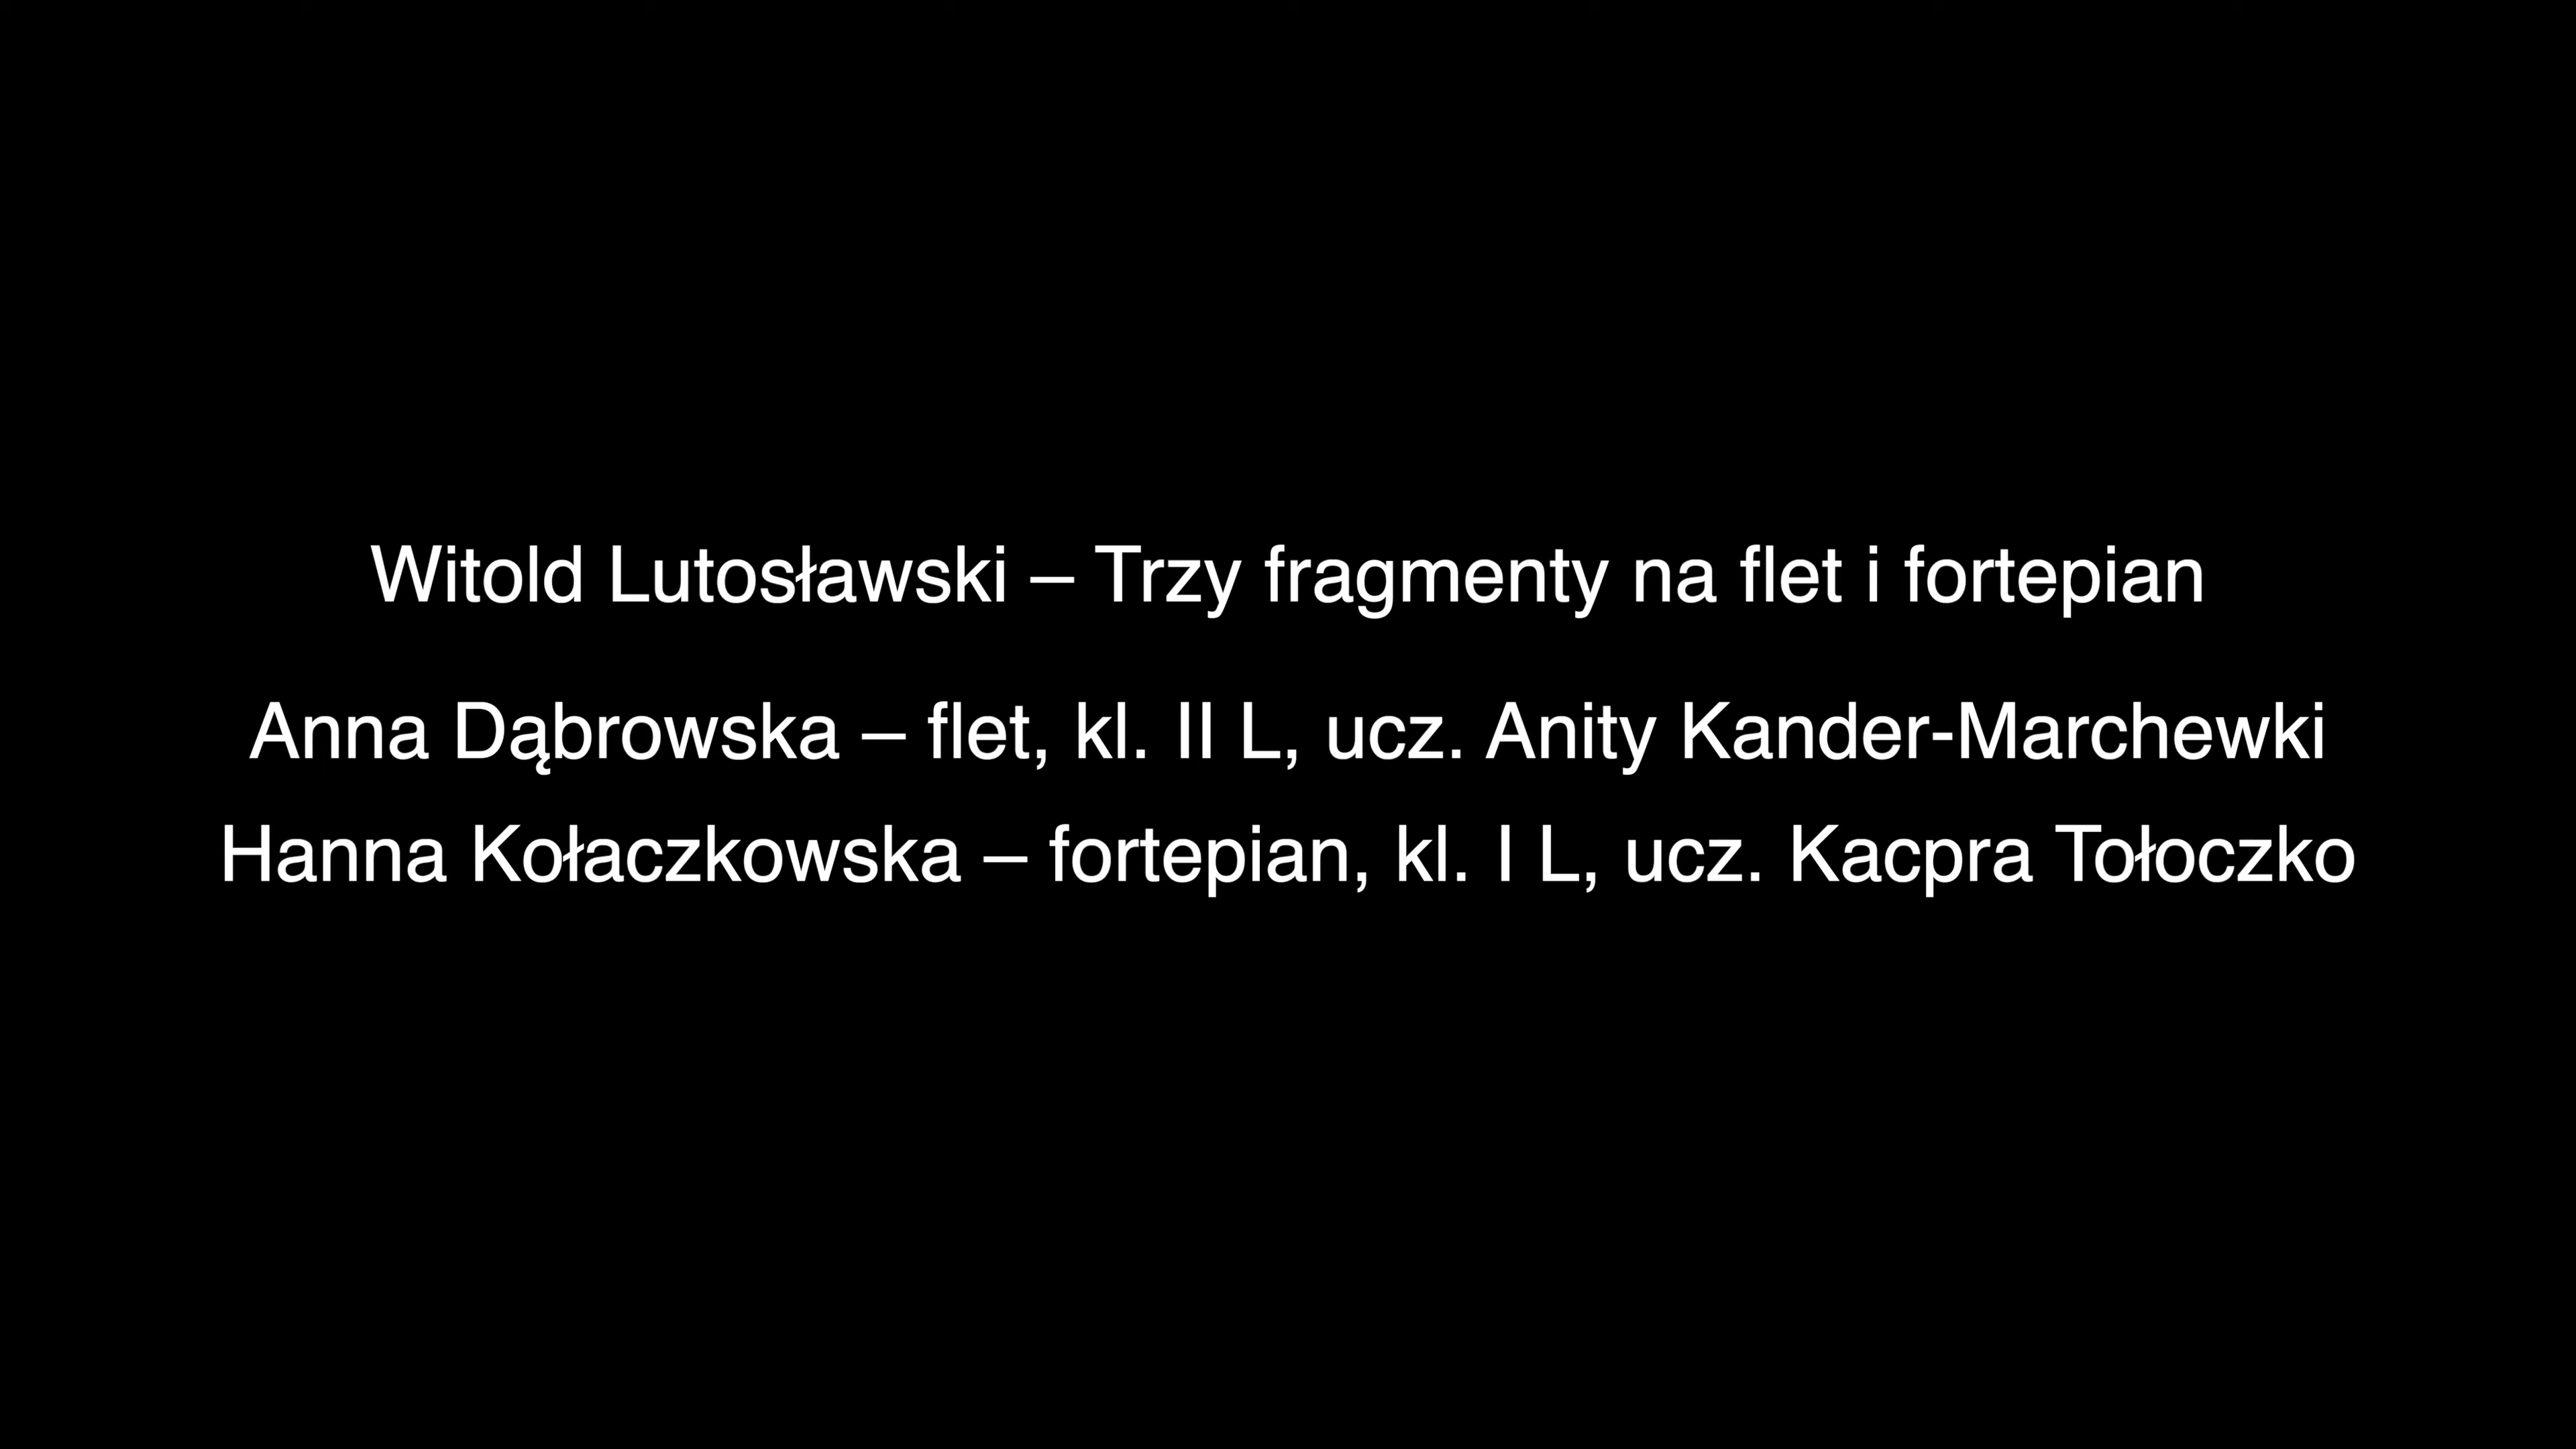 Witold Lutosławski – Trzy fragmenty na flet i fortepian
Anna Dąbrowska – flet, kl. II L, ucz. Anity Kander-Marchewki
Hanna Kołaczkowska – fortepian, kl. I L, ucz. Kacpra Tołoczko